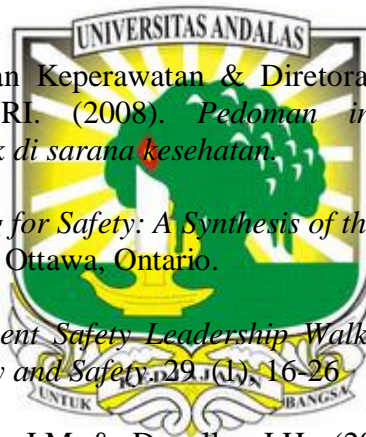 UNIVERSITAS ANDALAS
an Keperawatan & Diretora
RI. (2008). Pedoman in
k di sarana kesehatan.
g for Safety: A Synthesis of th
Ottawa, Ontario.
ent Safety Leadership Walk
y and Safety. 29 (1), 16-26
UNTUK KEDJAJAAN BANGSA
J.M. & D